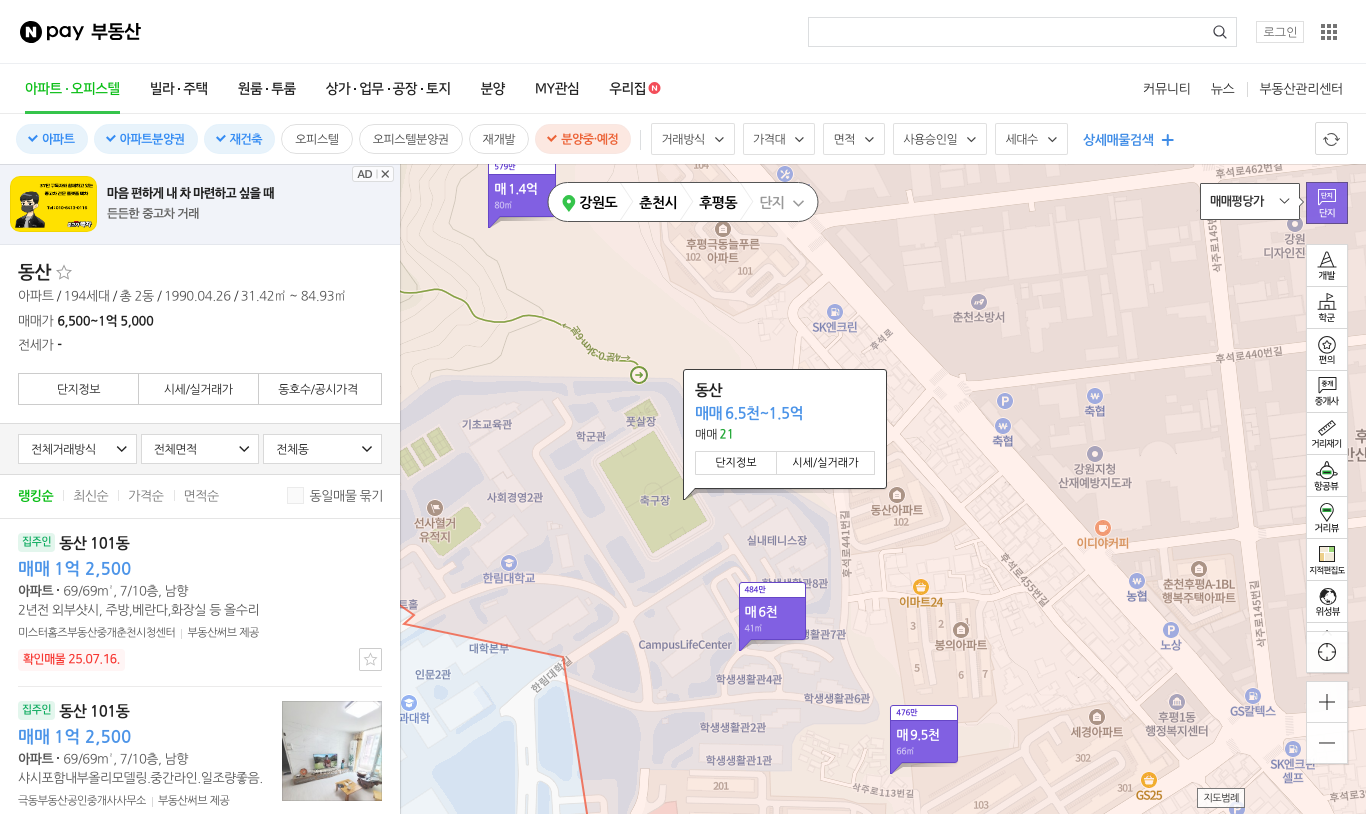 N pay 부동산
로그인
아파트·오피스텔 빌라·주택 원룸·투룸 상가·업무·공장·토지 분양 MY관심 우리집 N
커뮤니티 뉴스 부동산관리센터
아파트 아파트분양권 재건축 오피스텔 오피스텔분양권 재개발 분양중·예정
거래방식 가격대 면적 사용승인일 세대수 상세매물검색
AD
마음 편하게 내 차 마련하고 싶을 때
든든한 중고차 거래
동산
아파트 / 194세대 / 총 2동 / 1990.04.26 / 31.42㎡ ~ 84.93㎡
매매가 6,500~1억 5,000
전세가 -
단지정보 시세/실거래가 동호수/공시가격
전체거래방식 전체면적 전체동
랭킹순 최신순 가격순 면적순 동일매물 묶기
집주인 동산 101동
매매 1억 2,500
아파트 · 69/69㎡, 7/10층, 남향
2년전 외부샷시, 주방,베란다,화장실 등 올수리
미스터홈즈부동산중개춘천시청센터 부동산써브 제공
확인매물 25.07.16.
집주인 동산 101동
매매 1억 2,500
아파트 · 69/69㎡, 7/10층, 남향
샤시포함내부올리모델링.중간라인.일조량좋음.
극동부동산공인중개사사무소 부동산써브 제공
579만
매 1.4억
80㎡
강원도 춘천시 후평동 단지
매매평당가
단지
단지
삭주로462번길
삭주로145번길
강원
디자인진
후평극동늘푸른
아파트
102
101
춘천소방서
SK엔크린
후석로
후석로440번길
축협
축협
강원지청
산재예방지도과
동산
매매 6.5천~1.5억
매매 21
단지정보 시세/실거래가
기초교육관
학군관
풋살장
축구장
사회경영2관
선사혈거
유적지
한림대학교
실내테니스장
동산아파트
102
후석로441번길
이디야커피
학생생활관8관
484만
매 6천
41㎡
CampusLifeCenter
이마트24
후석로455번길
춘천후평A-1BL
행복주택아파트
농협
노상
봉의아파트
3
2
1
5
6
7
대학본부
인문2관
한림대학길
과대학
학생생활관4관
학생생활관6관
학생생활관2관
학생생활관1관
201
476만
매 9.5천
66㎡
삭주로113번길
103
세경아파트
302
301
GS25
후평1동
행정복지센터
GS칼텍스
SK엔크린
셀프
삭주로145번길
지도범례
개발
학군
편의
중개
중개사
거리재기
항공뷰
거리뷰
지적편집도
위성뷰